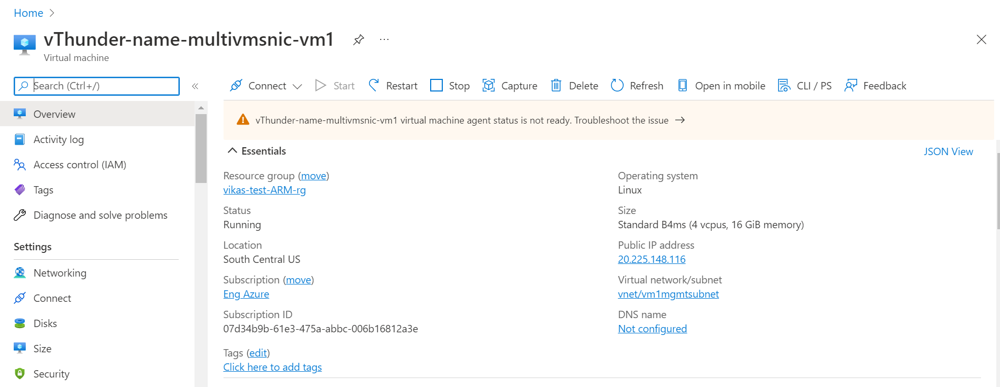 Home
vThunder-name-multivmsnic-vm1
Virtual machine
Search (Ctrl+/)
Connect Start Restart Stop Capture Delete Refresh Open in mobile CLI / PS Feedback
Overview
Activity log
Access control (IAM)
Tags
Diagnose and solve problems
Settings
Networking
Connect
Disks
Size
Security
vThunder-name-multivmsnic-vm1 virtual machine agent status is not ready. Troubleshoot the issue →
Essentials
JSON View
Resource group (move)
vikas-test-ARM-rg
Status
Running
Location
South Central US
Subscription (move)
Eng Azure
Subscription ID
07d34b9b-61e3-475a-abbc-006b16812a3e
Tags (edit)
Click here to add tags
Operating system
Linux
Size
Standard B4ms (4 vcpus, 16 GiB memory)
Public IP address
20.225.148.116
Virtual network/subnet
vnet/vm1mgmtsubnet
DNS name
Not configured